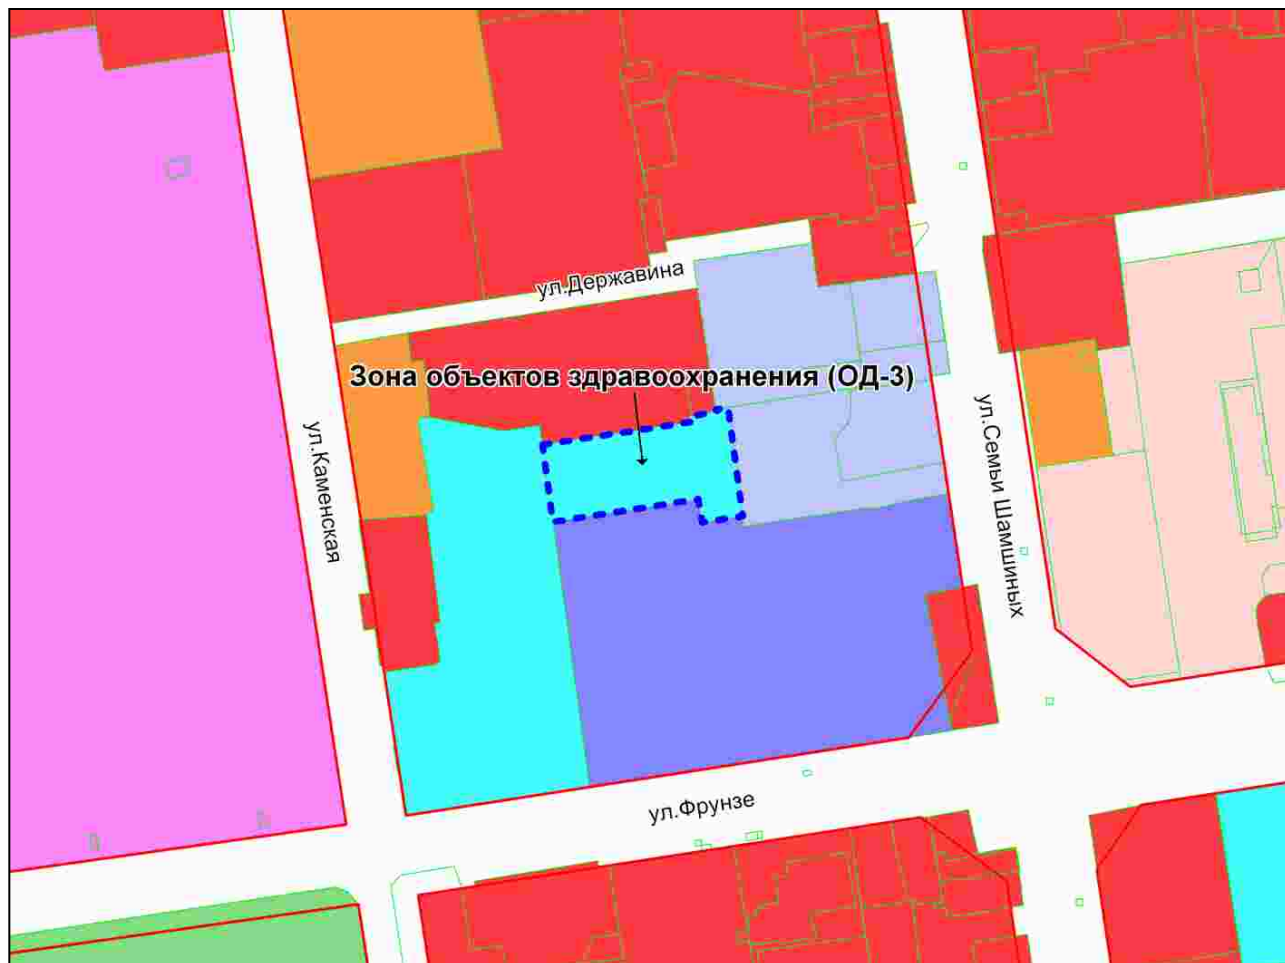 ул.Державина
Зона объектов здравоохранения (ОД-3)
ул.Каменская
ул.Семьи Шамшиных
ул.Фрунзе